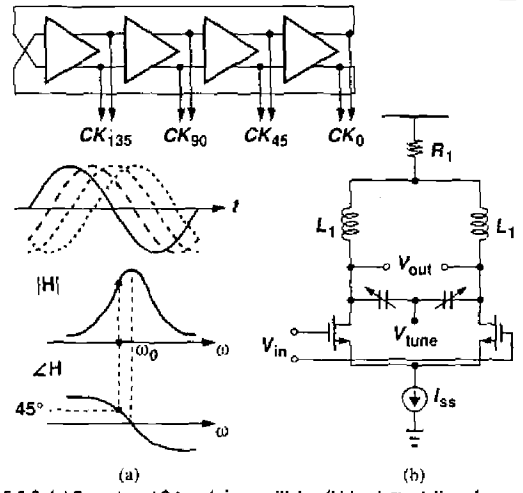 CK135 CK90 CK45 CK0
R1
t
L1 L1
Vout
|H|
ω0 ω
Vin
Vtune
∠H
45°
ω
Iss
(a) (b)